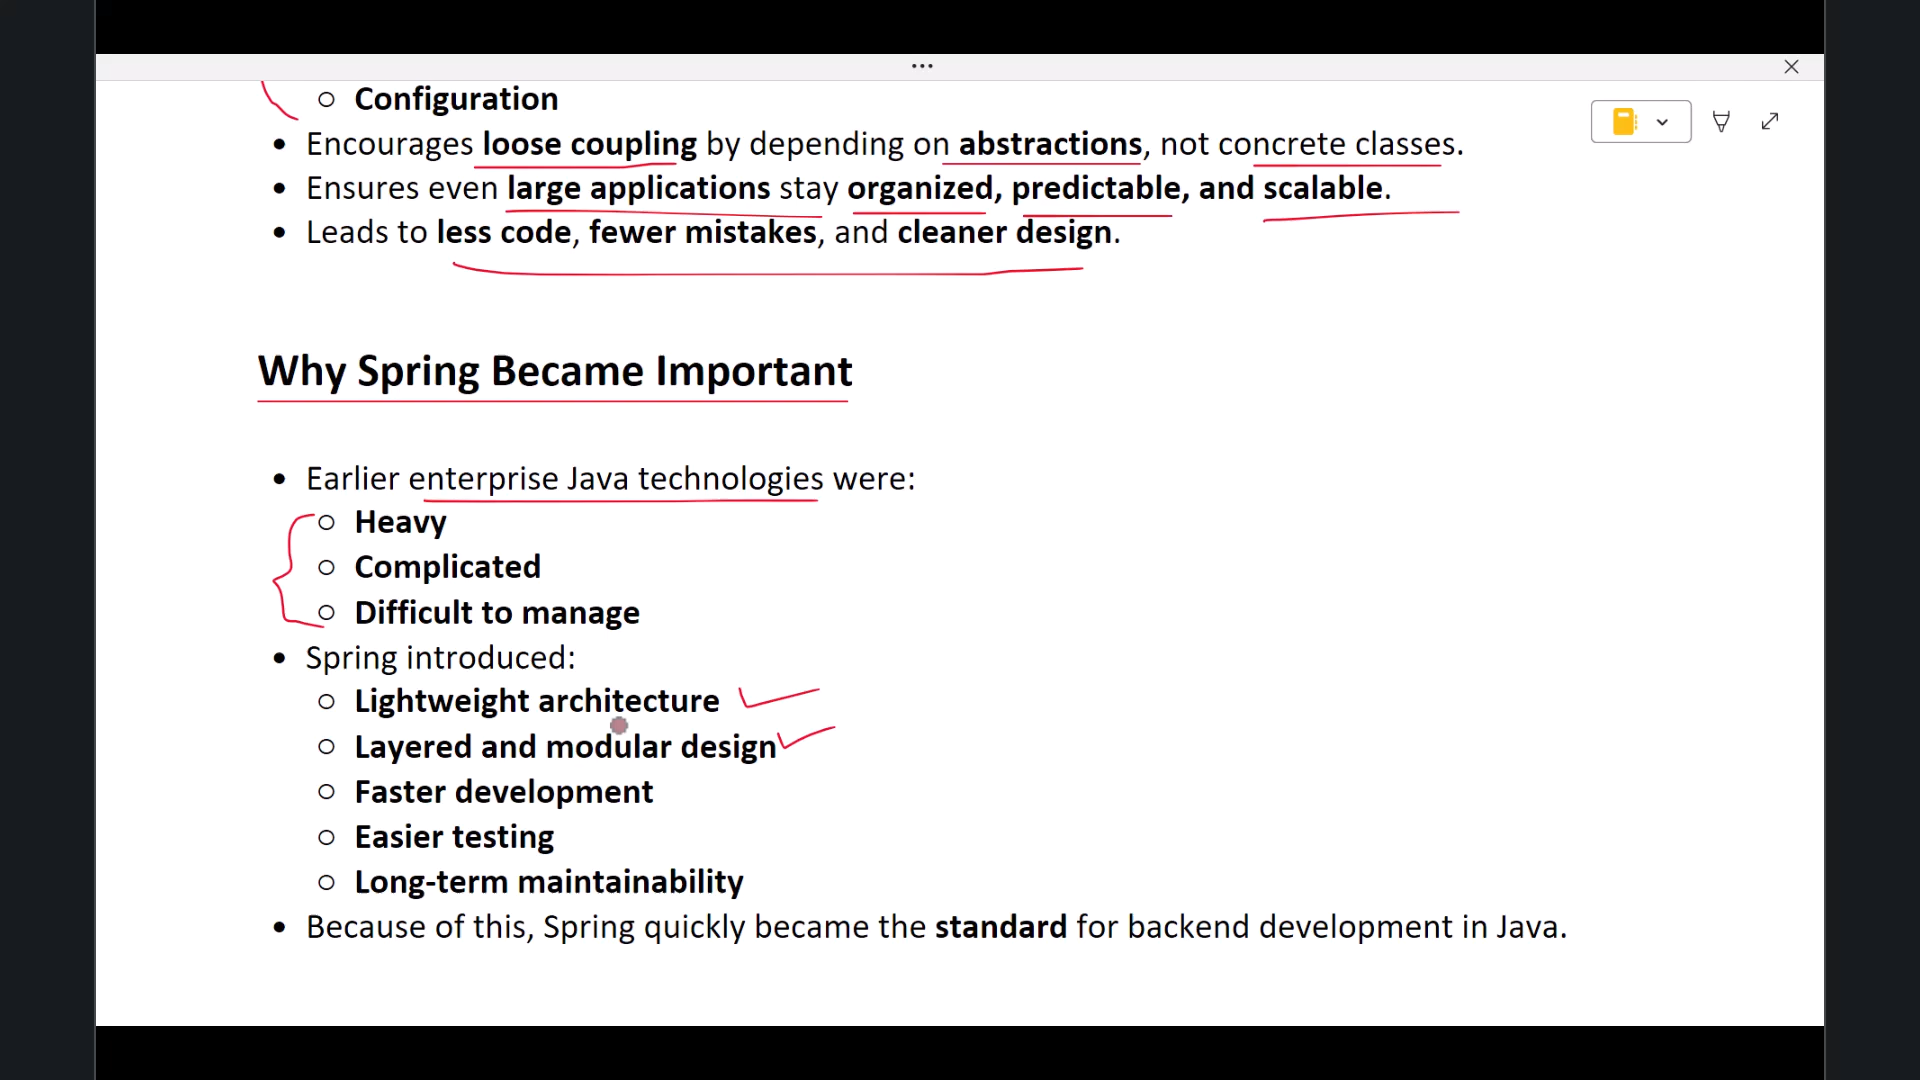 Configuration
Encourages loose coupling by depending on abstractions, not concrete classes.
Ensures even large applications stay organized, predictable, and scalable.
Leads to less code, fewer mistakes, and cleaner design.
Why Spring Became Important
Earlier enterprise Java technologies were:
Heavy
Complicated
Difficult to manage
Spring introduced:
Lightweight architecture
Layered and modular design
Faster development
Easier testing
Long-term maintainability
Because of this, Spring quickly became the standard for backend development in Java.